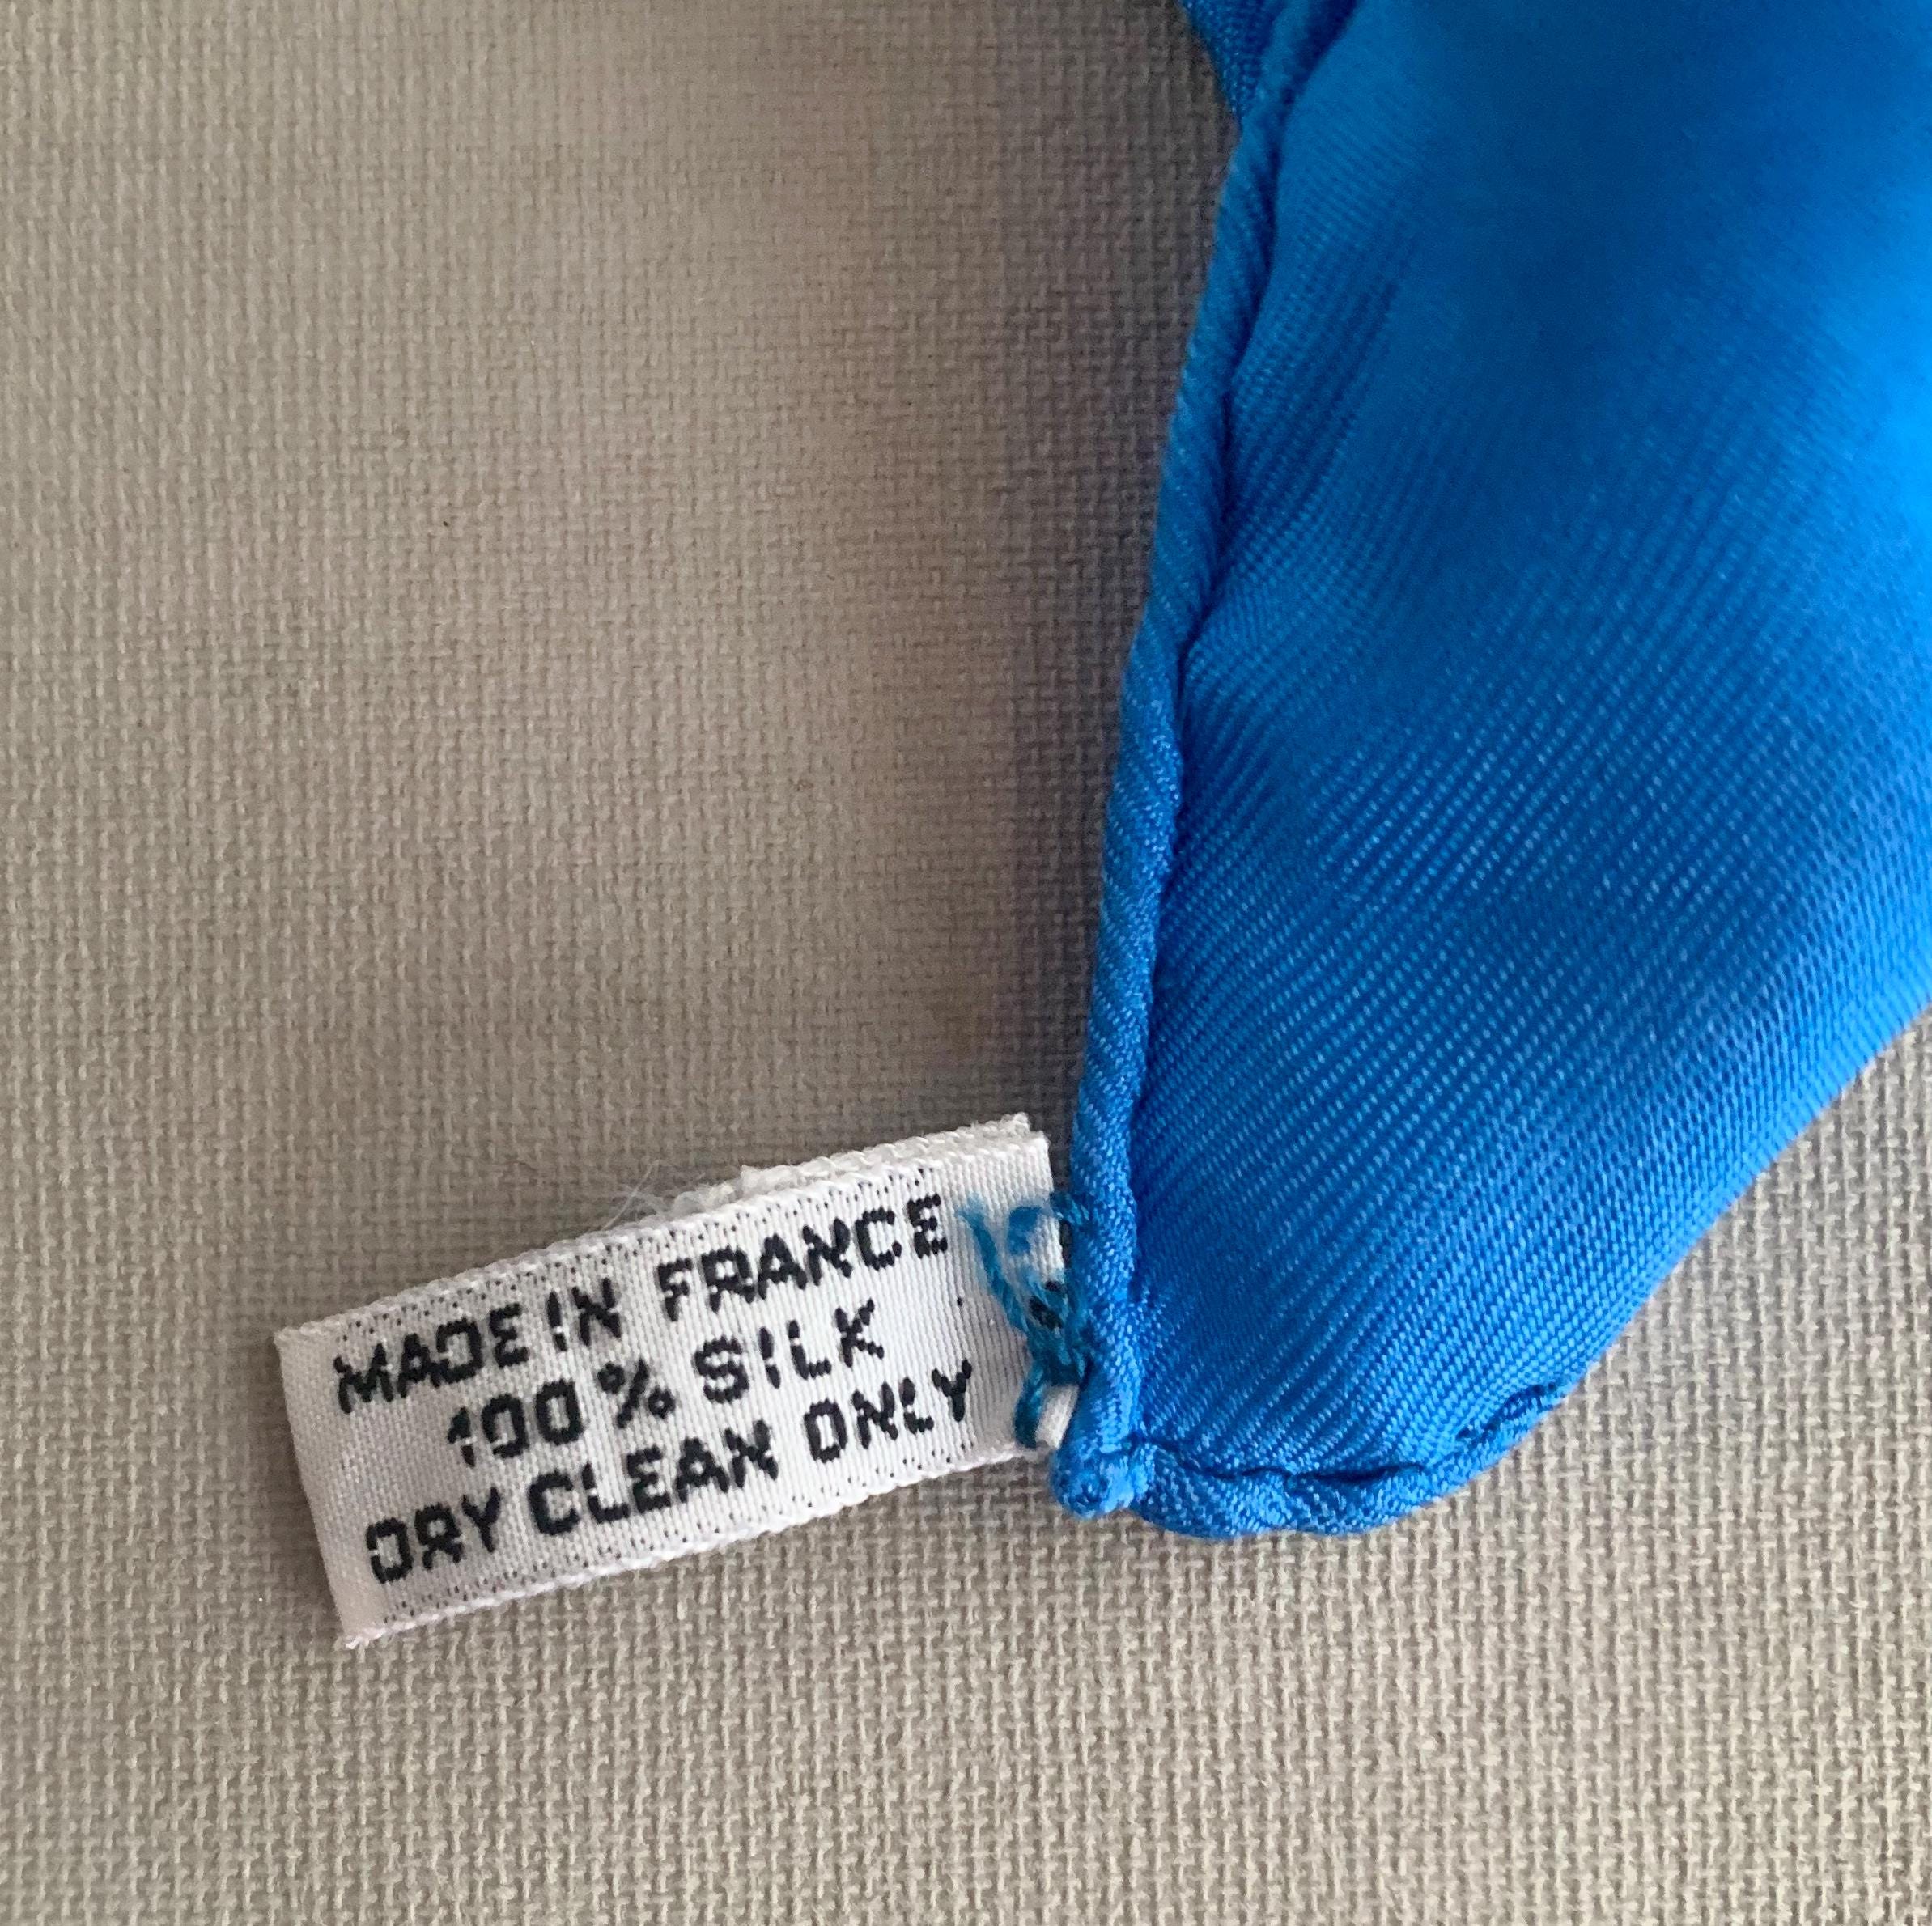 MADE IN FRANCE
100% SILK
DRY CLEAN ONLY